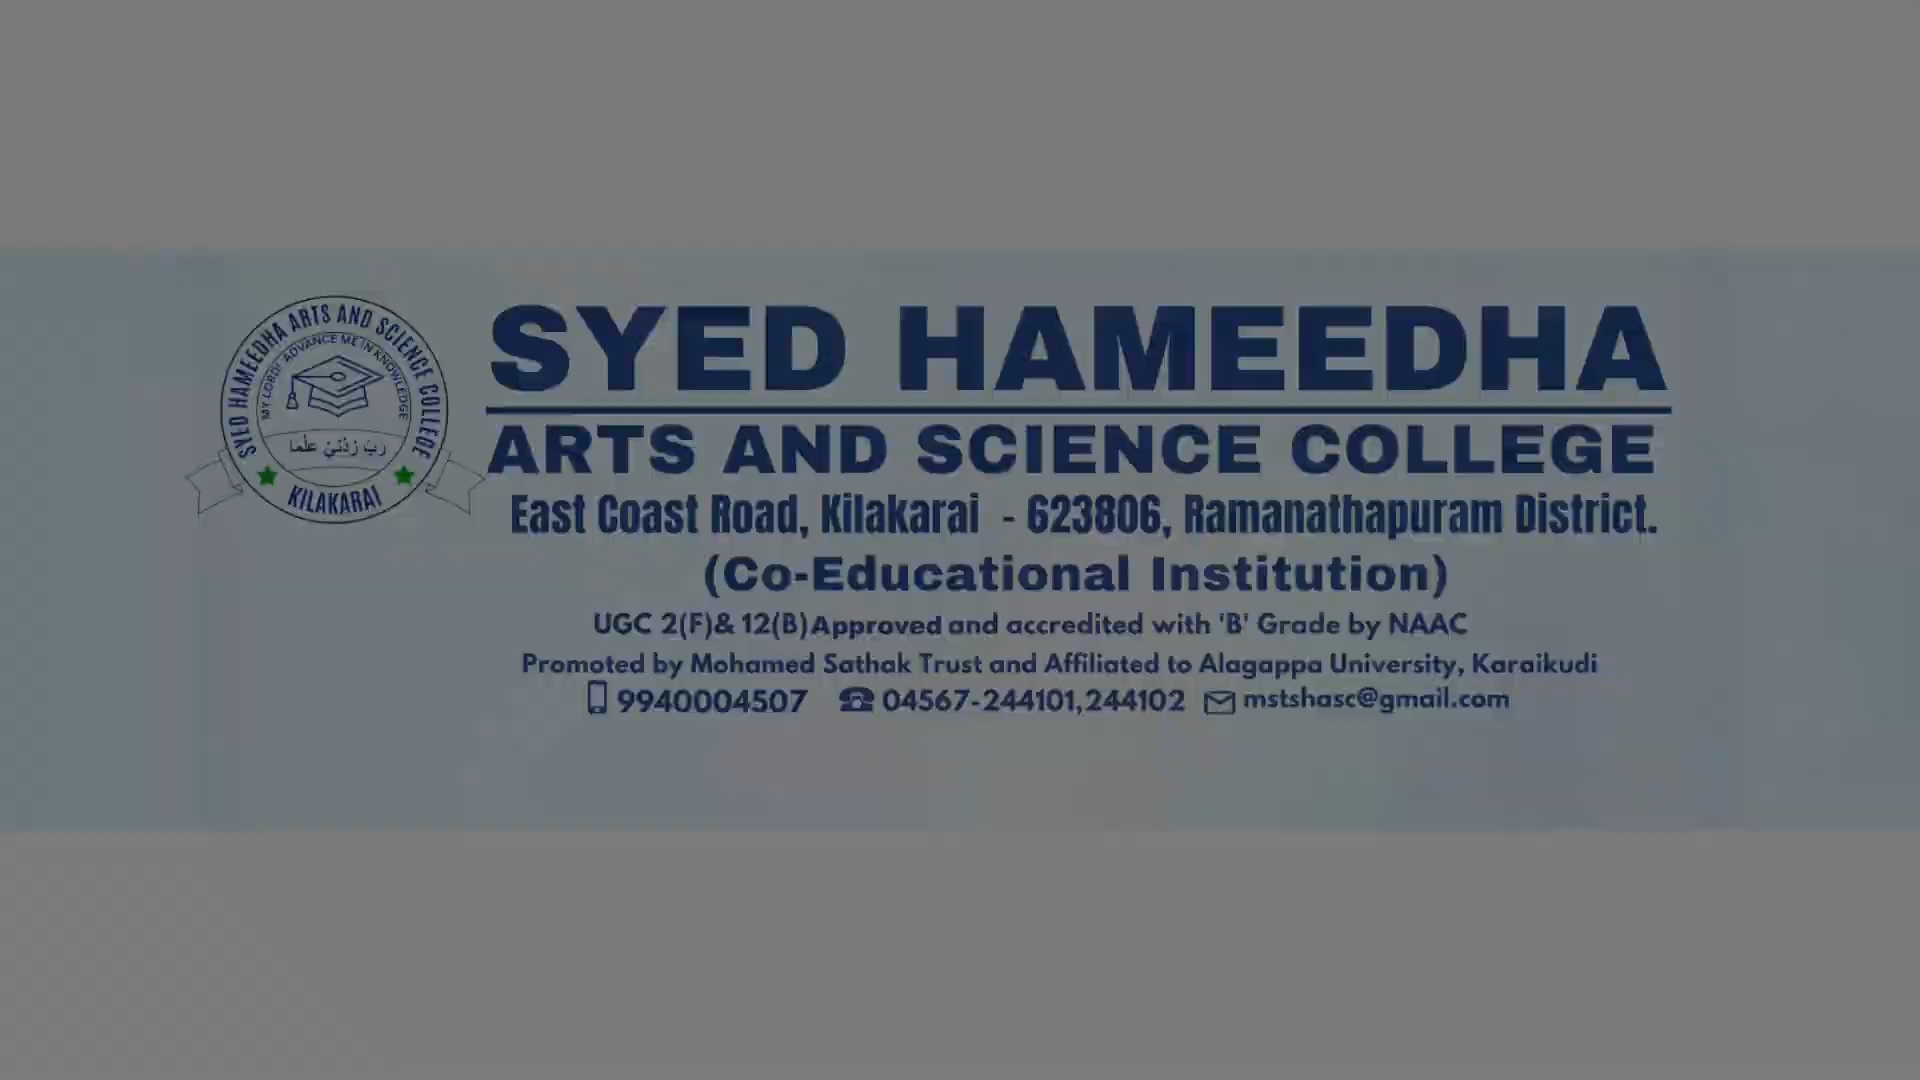 SYED HAMEEDHA ARTS AND SCIENCE COLLEGE
MY LORD! ADVANCE ME IN KNOWLEDGE
رب زدني علما
KILAKARAI
SYED HAMEEDHA
ARTS AND SCIENCE COLLEGE
East Coast Road, Kilakarai - 623806, Ramanathapuram District.
(Co-Educational Institution)
UGC 2(F)& 12(B)Approved and accredited with 'B' Grade by NAAC
Promoted by Mohamed Sathak Trust and Affiliated to Alagappa University, Karaikudi
9940004507 04567-244101,244102 mstshasc@gmail.com